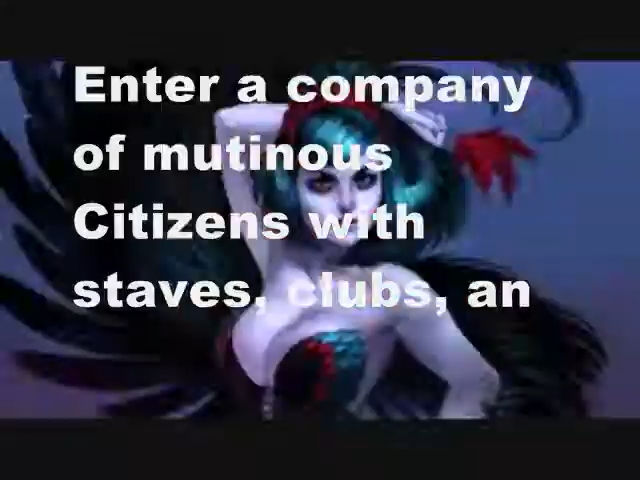 Enter a company
of mutinous
Citizens with
staves, clubs, an